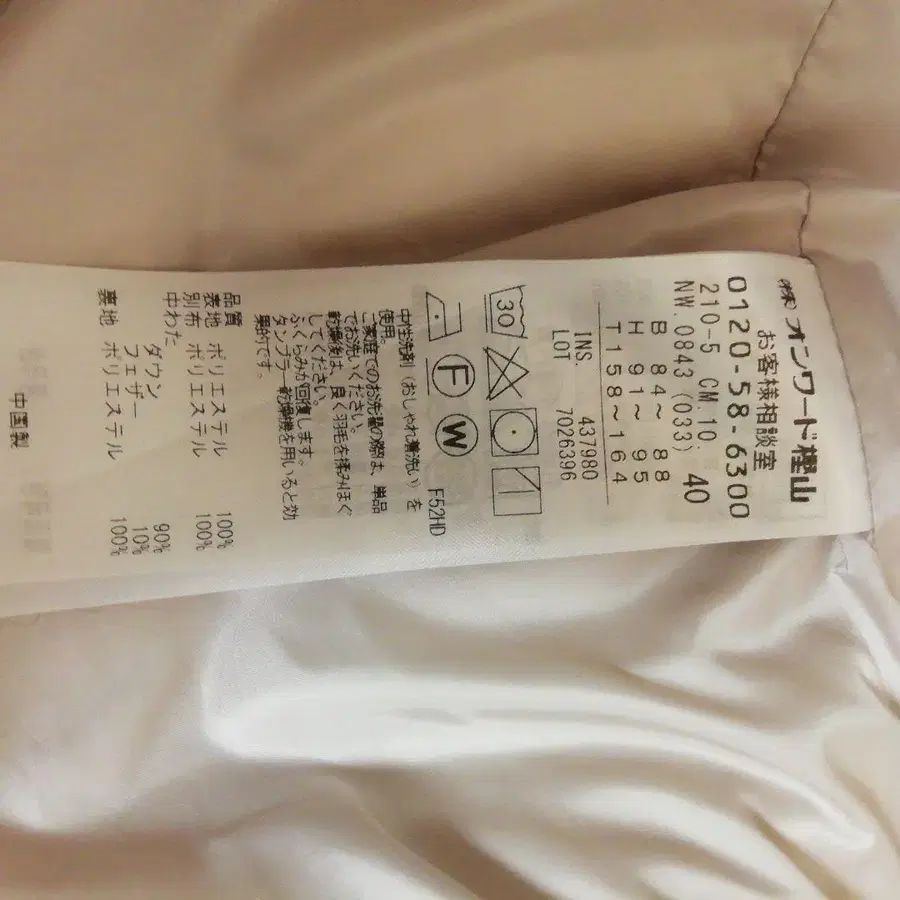 ㈱オンワード樫山
お客様相談室
0120-58-6300
210-5 CM.10.
NW.0843 (033) 40
B 84～88
H 91～95
T 158～164
INS. 437980
LOT 7026396
30
F W
F52HD
中性洗剤（おしゃれ着洗い）を
使用。
ご家庭でのお洗濯の際は、単品
でお洗いください。
乾燥後は、良く羽毛を揉みほぐ
してください。
ふくらみが回復します。
タンブラー乾燥機を用いると効
果的です。
品質
表地 ポリエステル 100%
別布 ポリエステル 100%
中わた
ダウン 90%
フェザー 10%
裏地 ポリエステル 100%
中国製